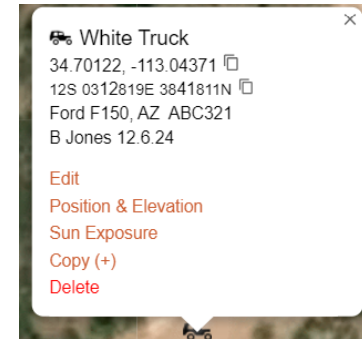 White Truck
34.70122, -113.04371
12S 0312819E 3841811N
Ford F150, AZ  ABC321
B Jones 12.6.24
Edit
Position & Elevation
Sun Exposure
Copy (+)
Delete